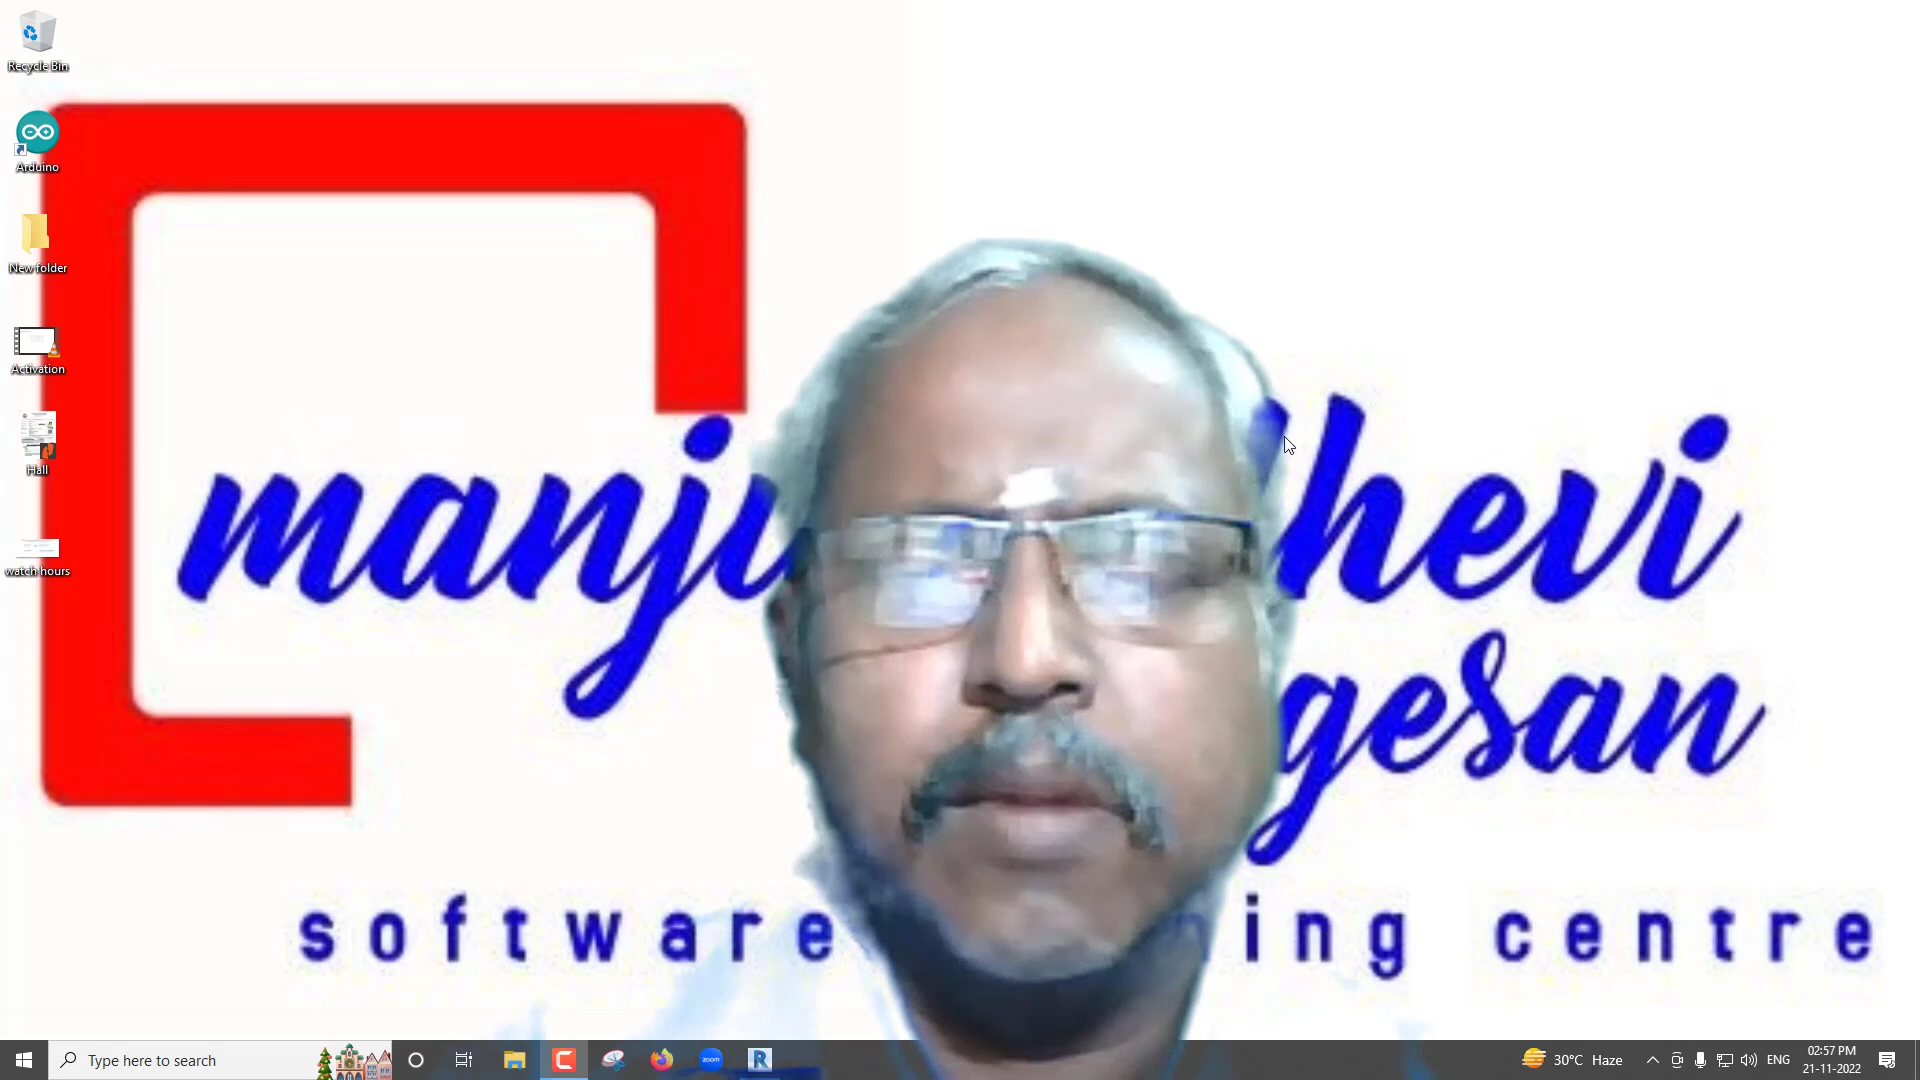 Recycle Bin
Arduino
New folder
Activation
Hall
watch hours
hevi
gesan
software ing centre
Type here to search
zoom
R
30°C Haze
ENG
02:57 PM
21-11-2022